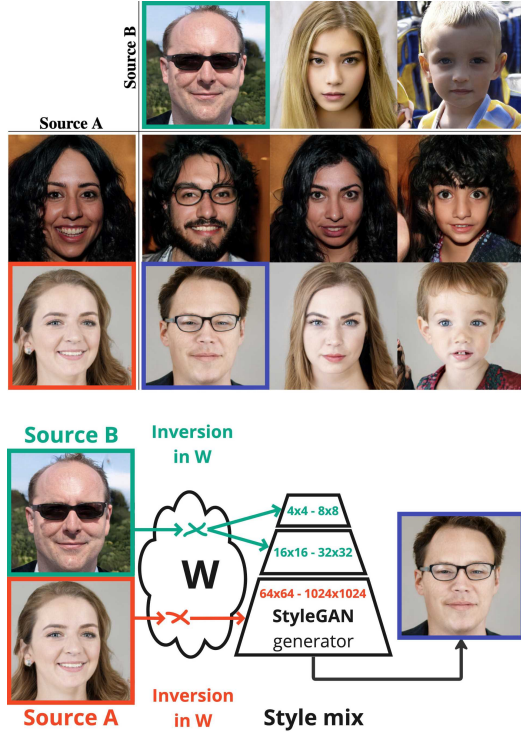 Source B
Source A
Source B
Inversion
in W
4x4 - 8x8
16x16 - 32x32
W
64x64 - 1024x1024
StyleGAN
generator
Inversion
in W
Source A
Style mix